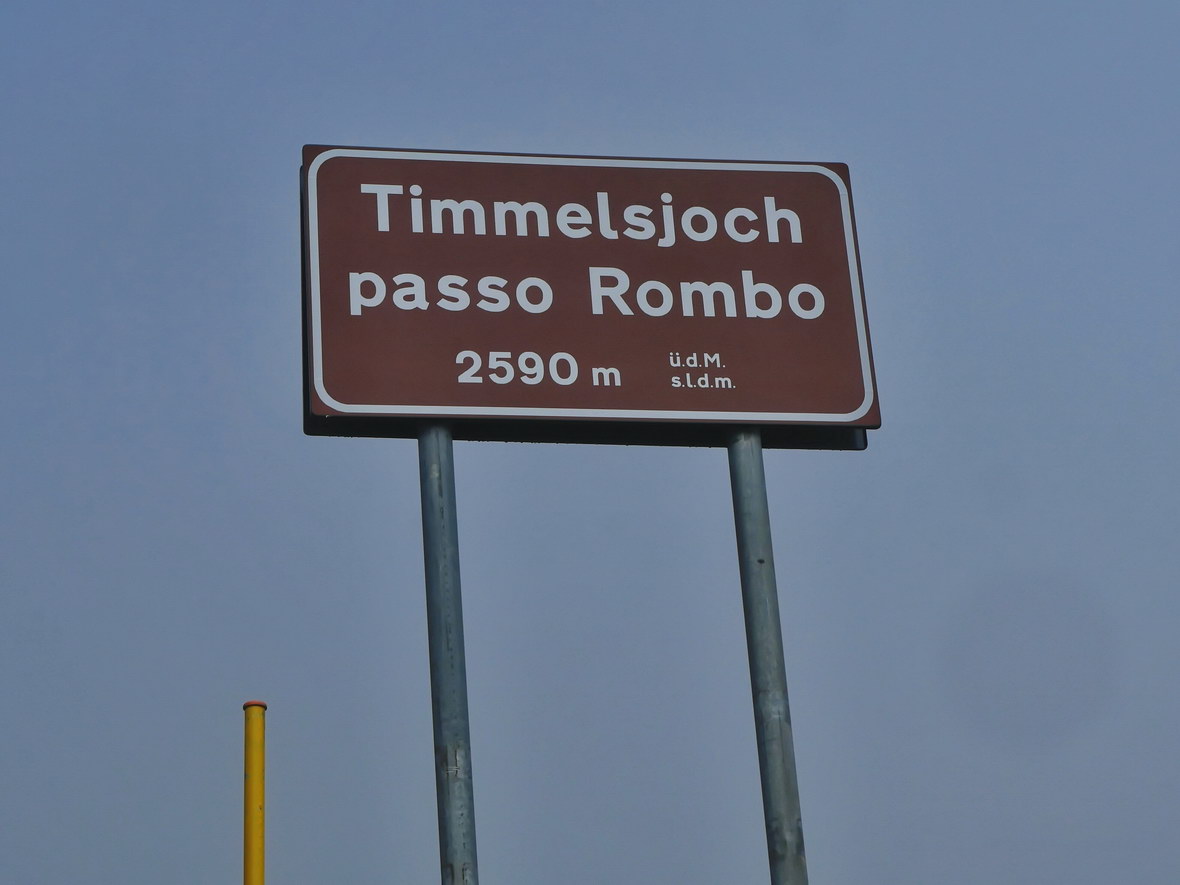 Timmelsjoch
passo Rombo
2590 m ü.d.M.
s.l.d.m.